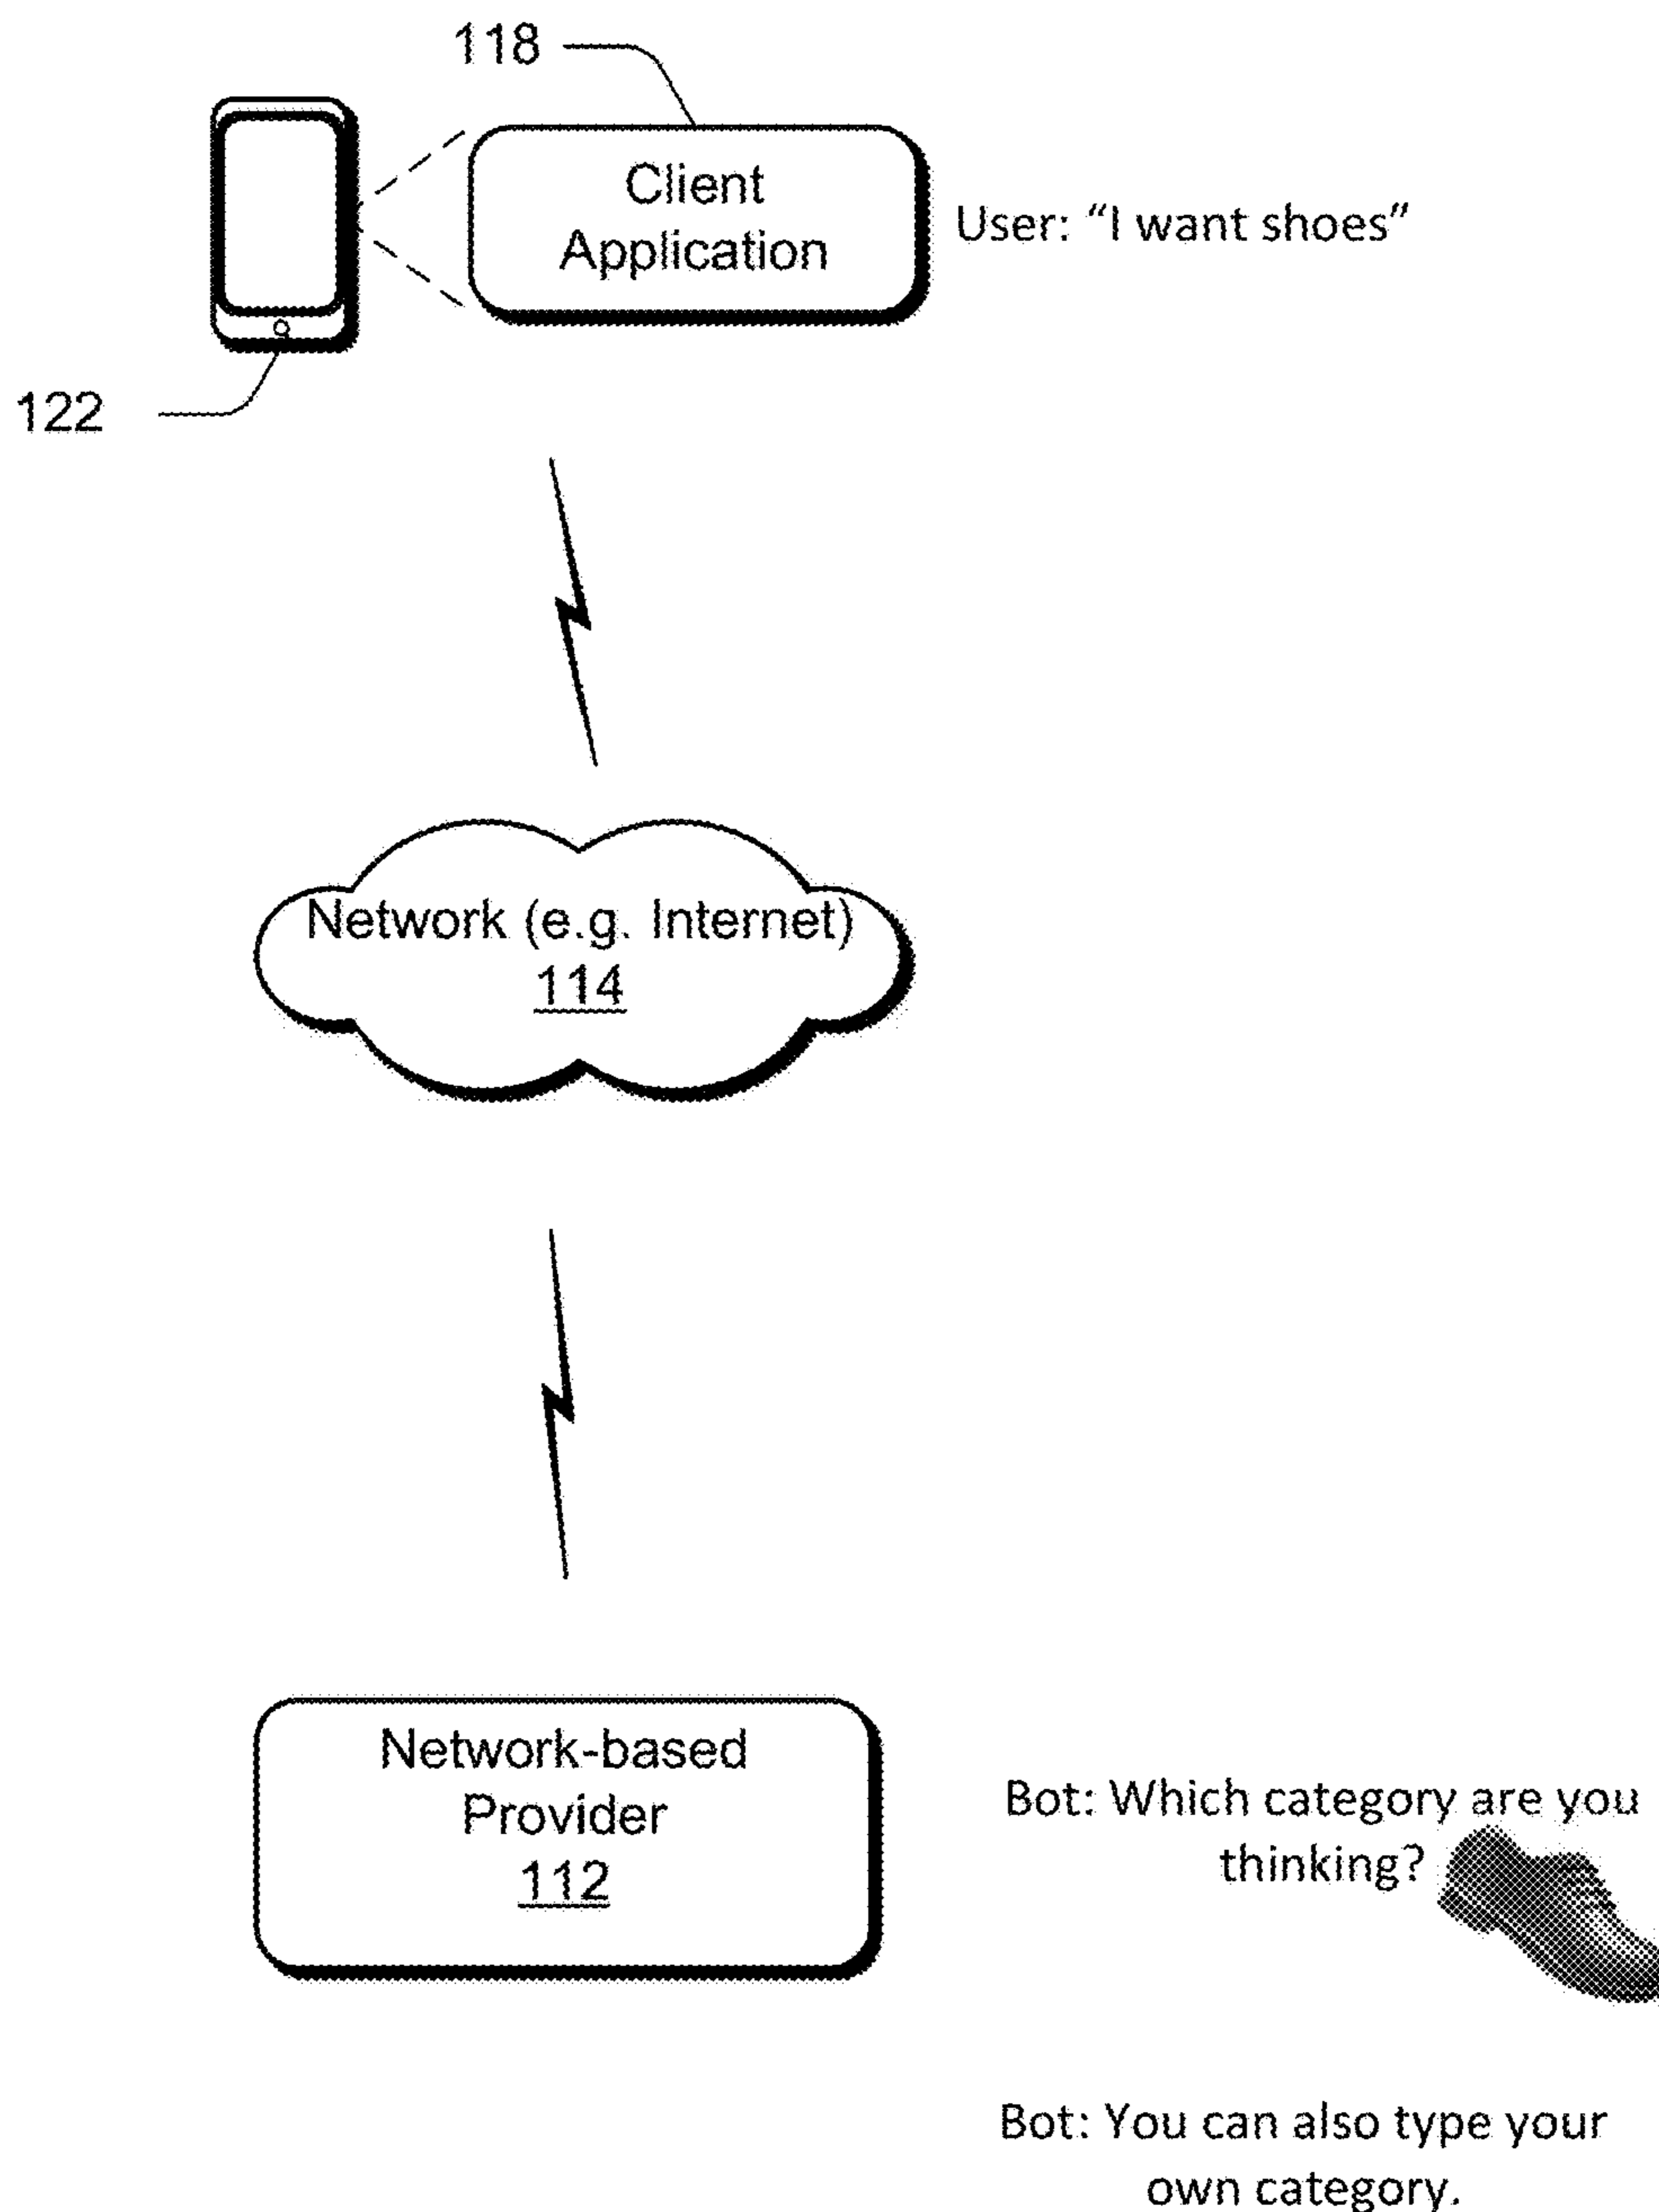 118
Client
Application
User: “I want shoes”
122
Network (e.g. Internet)
114
Network-based
Provider
112
Bot: Which category are you
thinking?
Bot: You can also type your
own category.